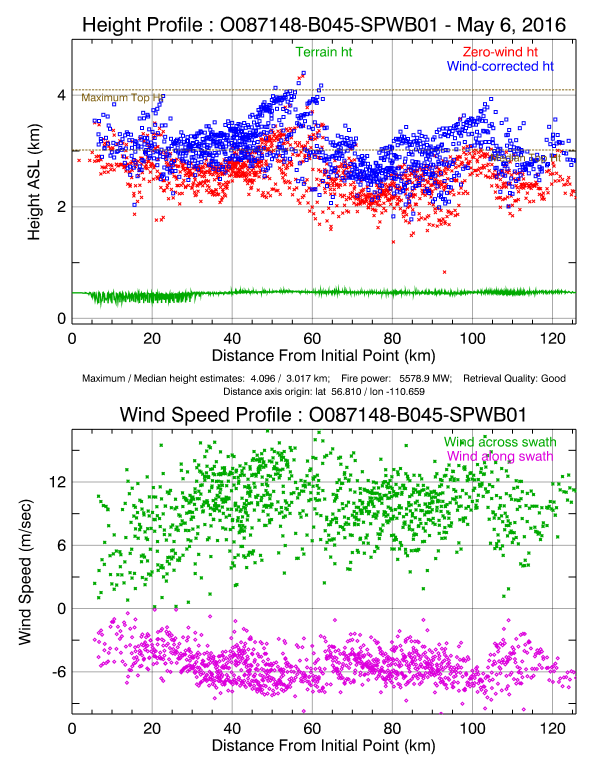 Height Profile : O087148-B045-SPWB01 - May 6, 2016
Terrain ht
Zero-wind ht
Wind-corrected ht
Maximum Top Ht
4
2
0
Height ASL (km)
0 20 40 60 80 100 120
Distance From Initial Point (km)
Maximum / Median height estimates: 4.096 / 3.017 km; Fire power: 5578.9 MW; Retrieval Quality: Good
Distance axis origin: lat 56.810 / lon -110.659
Wind Speed Profile : O087148-B045-SPWB01
Wind across swath
Wind along swath
12
6
0
-6
Wind Speed (m/sec)
0 20 40 60 80 100 120
Distance From Initial Point (km)